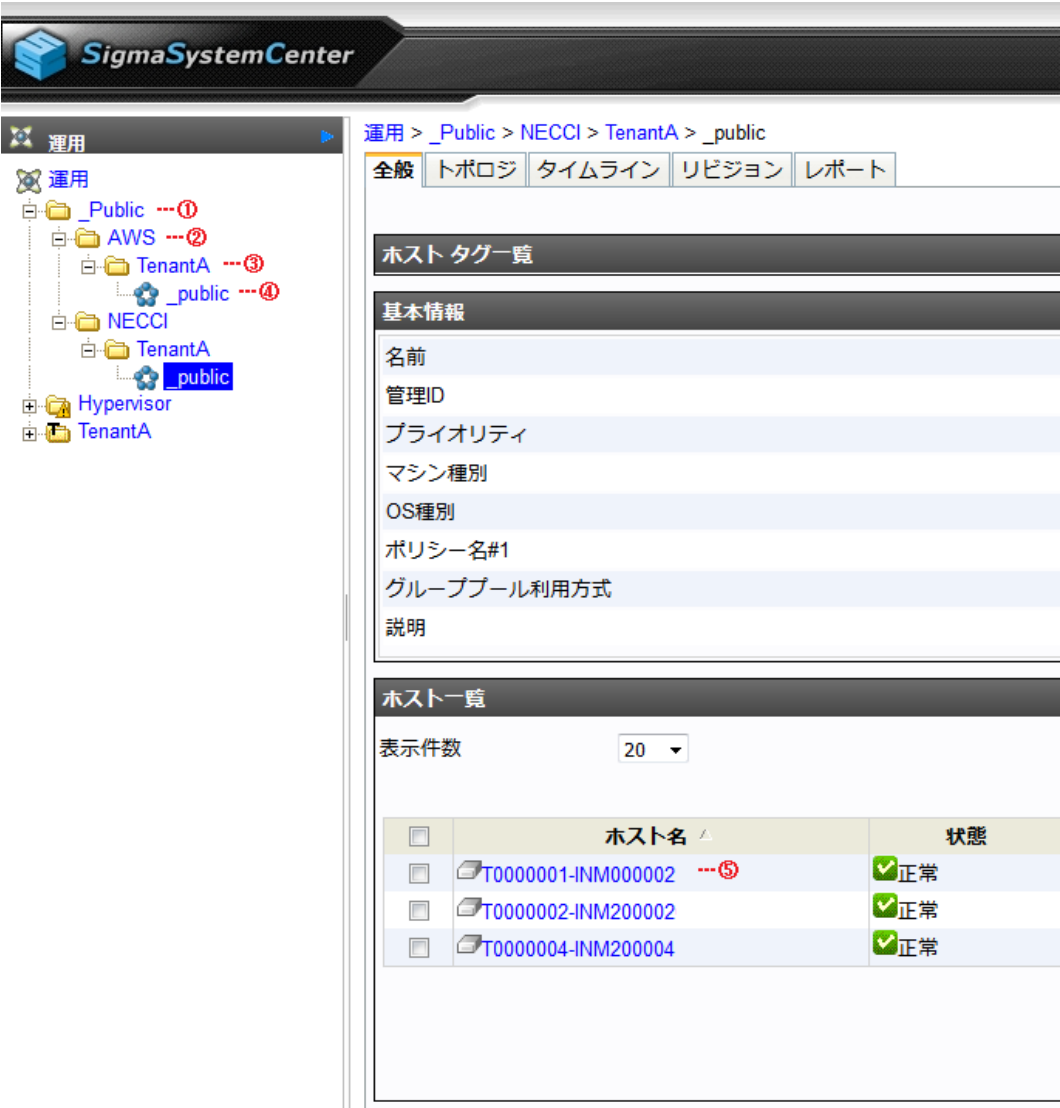 SigmaSystemCenter
運用
運用
_Public ---①
AWS ---②
TenantA ---③
_public ---④
NECCI
TenantA
_public
Hypervisor
TenantA
運用 > _Public > NECCI > TenantA > _public
全般 トポロジ タイムライン リビジョン レポート
ホスト タグ一覧
基本情報
名前
管理ID
プライオリティ
マシン種別
OS種別
ポリシー名#1
グループプール利用方式
説明
ホスト一覧
表示件数 20
ホスト名 状態
T0000001-INM000002 ---⑤ 正常
T0000002-INM200002 正常
T0000004-INM200004 正常